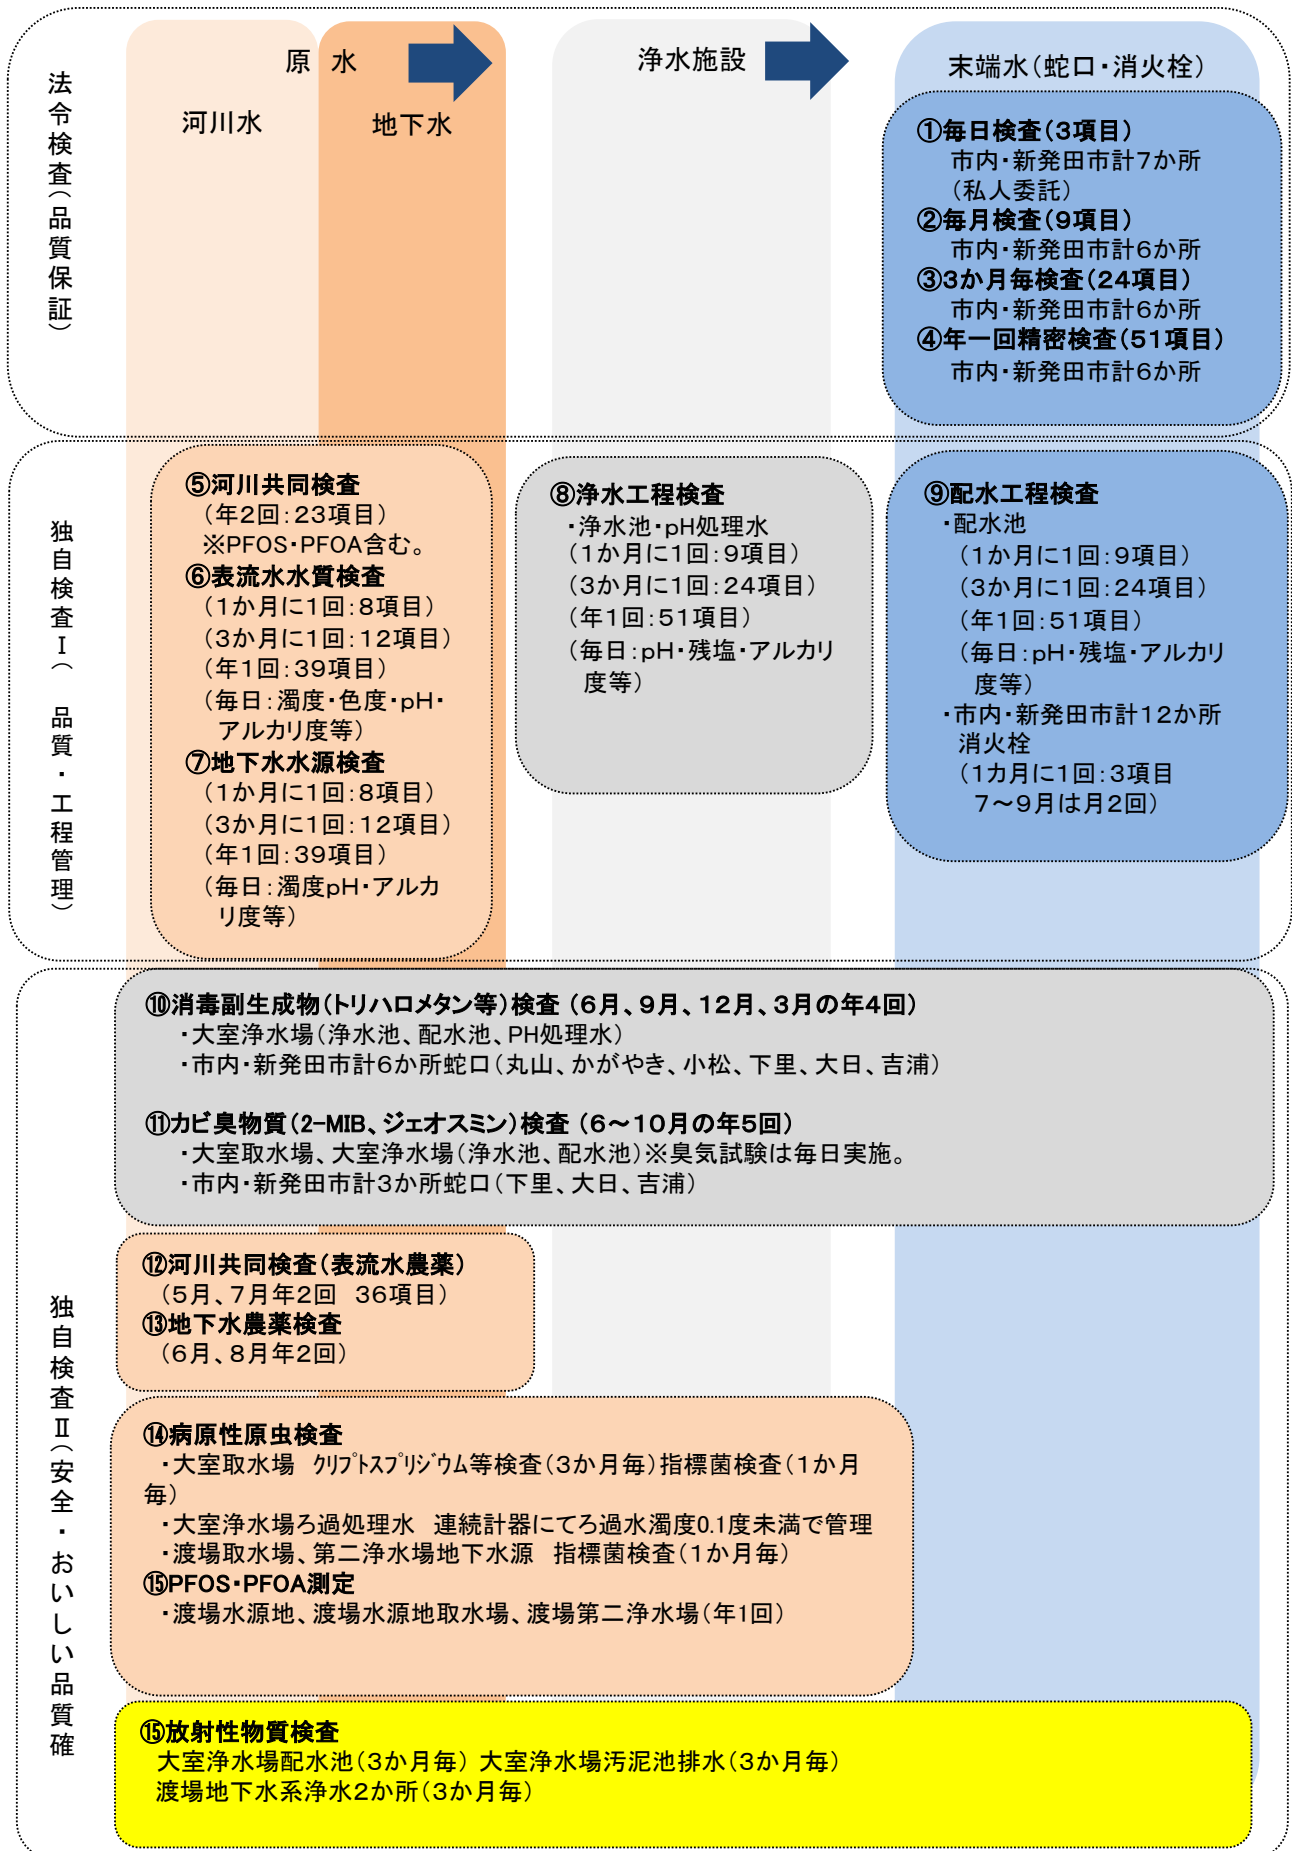 原 水
浄水施設
末端水(蛇口・消火栓)
河川水
地下水
法令検査(品質保証)
①毎日検査(3項目)
市内・新発田市計7か所
(私人委託)
②毎月検査(9項目)
市内・新発田市計6か所
③3か月毎検査(24項目)
市内・新発田市計6か所
④年一回精密検査(51項目)
市内・新発田市計6か所
独自検査Ⅰ( 品質・工程管理)
⑤河川共同検査
(年2回:23項目)
※PFOS・PFOA含む。
⑥表流水水質検査
(1か月に1回:8項目)
(3か月に1回:12項目)
(年1回:39項目)
(毎日:濁度・色度・pH・
アルカリ度等)
⑦地下水水源検査
(1か月に1回:8項目)
(3か月に1回:12項目)
(年1回:39項目)
(毎日:濁度pH・アルカ
リ度等)
⑧浄水工程検査
・浄水池・pH処理水
(1か月に1回:9項目)
(3か月に1回:24項目)
(年1回:51項目)
(毎日:pH・残塩・アルカリ
度等)
⑨配水工程検査
・配水池
(1か月に1回:9項目)
(3か月に1回:24項目)
(年1回:51項目)
(毎日:pH・残塩・アルカリ
度等)
・市内・新発田市計12か所
消火栓
(1カ月に1回:3項目
7~9月は月2回)
独自検査Ⅱ(安全・おいしい品質確
⑩消毒副生成物(トリハロメタン等)検査 (6月、9月、12月、3月の年4回)
・大室浄水場(浄水池、配水池、PH処理水)
・市内・新発田市計6か所蛇口(丸山、かがやき、小松、下里、大日、吉浦)
⑪カビ臭物質(2-MIB、ジェオスミン)検査 (6~10月の年5回)
・大室取水場、大室浄水場(浄水池、配水池)※臭気試験は毎日実施。
・市内・新発田市計3か所蛇口(下里、大日、吉浦)
⑫河川共同検査(表流水農薬)
(5月、7月年2回 36項目)
⑬地下水農薬検査
(6月、8月年2回)
⑭病原性原虫検査
・大室取水場 ｸﾘﾌﾟﾄｽﾌﾟﾘｼﾞｳﾑ等検査(3か月毎)指標菌検査(1か月
毎)
・大室浄水場ろ過処理水 連続計器にてろ過水濁度0.1度未満で管理
・渡場取水場、第二浄水場地下水源 指標菌検査(1か月毎)
⑮PFOS・PFOA測定
・渡場水源地、渡場水源地取水場、渡場第二浄水場(年1回)
⑮放射性物質検査
大室浄水場配水池(3か月毎) 大室浄水場汚泥池排水(3か月毎)
渡場地下水系浄水2か所(3か月毎)